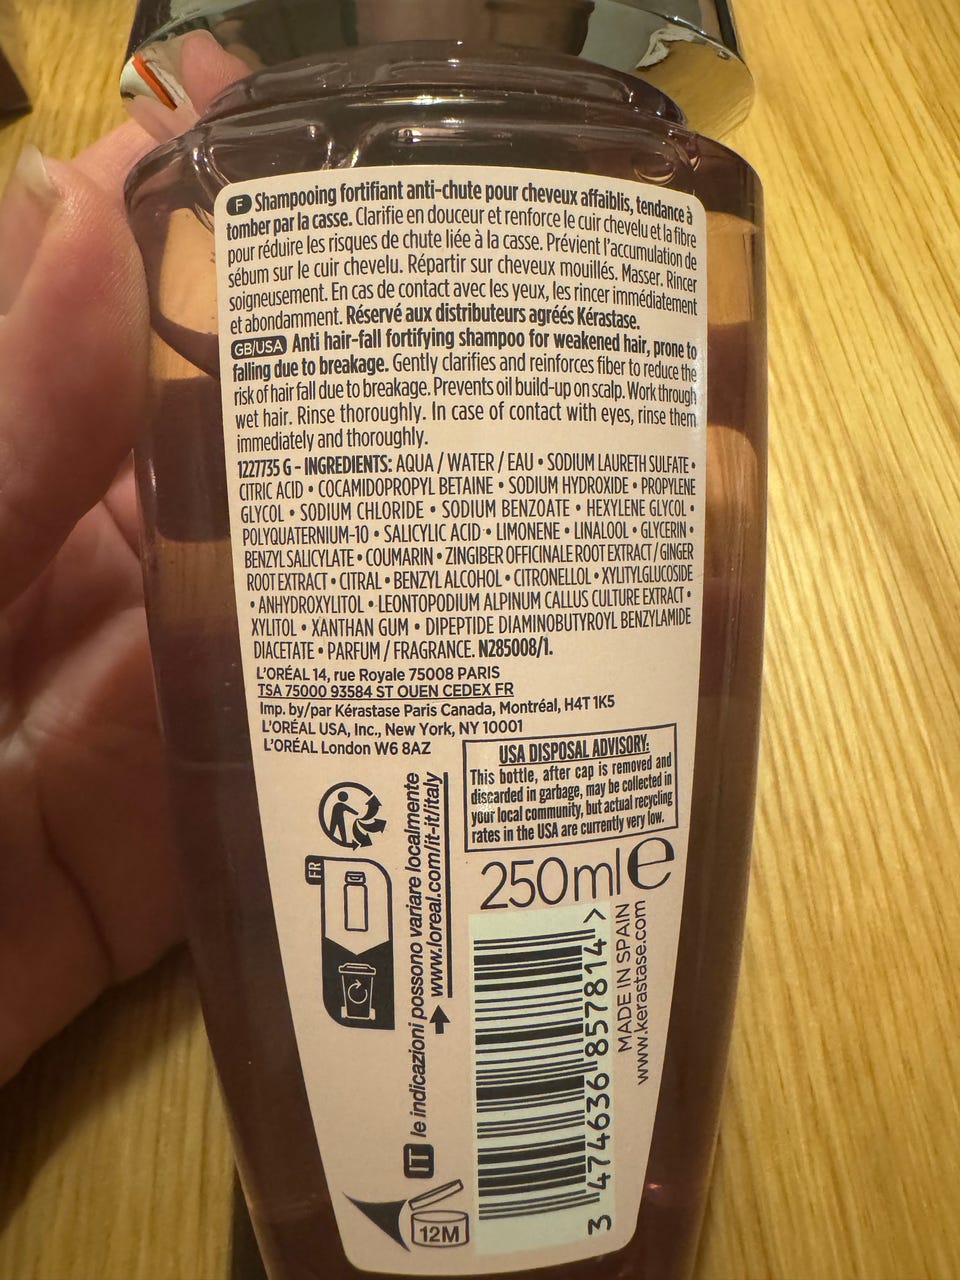 F Shampooing fortifiant anti-chute pour cheveux affaiblis, tendance à
tomber par la casse. Clarifie en douceur et renforce le cuir chevelu et la fibre
pour réduire les risques de chute liée à la casse. Prévient l'accumulation de
sébum sur le cuir chevelu. Répartir sur cheveux mouillés. Masser. Rincer
soigneusement. En cas de contact avec les yeux, les rincer immédiatement
et abondamment. Réservé aux distributeurs agréés Kérastase.
GB/USA Anti hair-fall fortifying shampoo for weakened hair, prone to
falling due to breakage. Gently clarifies and reinforces fiber to reduce the
risk of hair fall due to breakage. Prevents oil build-up on scalp. Work through
wet hair. Rinse thoroughly. In case of contact with eyes, rinse them
immediately and thoroughly.
1227735 G - INGREDIENTS: AQUA / WATER / EAU • SODIUM LAURETH SULFATE •
CITRIC ACID • COCAMIDOPROPYL BETAINE • SODIUM HYDROXIDE • PROPYLENE
GLYCOL • SODIUM CHLORIDE • SODIUM BENZOATE • HEXYLENE GLYCOL •
POLYQUATERNIUM-10 • SALICYLIC ACID • LIMONENE • LINALOOL • GLYCERIN •
BENZYL SALICYLATE • COUMARIN • ZINGIBER OFFICINALE ROOT EXTRACT / GINGER
ROOT EXTRACT • CITRAL • BENZYL ALCOHOL • CITRONELLOL • XYLITYLGLUCOSIDE
• ANHYDROXYLITOL • LEONTOPODIUM ALPINUM CALLUS CULTURE EXTRACT •
XYLITOL • XANTHAN GUM • DIPEPTIDE DIAMINOBUTYROYL BENZYLAMIDE
DIACETATE • PARFUM / FRAGRANCE. N285008/1.
L'ORÉAL 14, rue Royale 75008 PARIS
TSA 75000 93584 ST OUEN CEDEX FR
Imp. by/par Kérastase Paris Canada, Montréal, H4T 1K5
L'ORÉAL USA, Inc., New York, NY 10001
L'ORÉAL London W6 8AZ
USA DISPOSAL ADVISORY:
This bottle, after cap is removed and
discarded in garbage, may be collected in
your local community, but actual recycling
rates in the USA are currently very low.
250ml e
FR
IT le indicazioni possono variare localmente
www.loreal.com/it-it/italy
3 474636 857814 >
MADE IN SPAIN
www.kerastase.com
12M